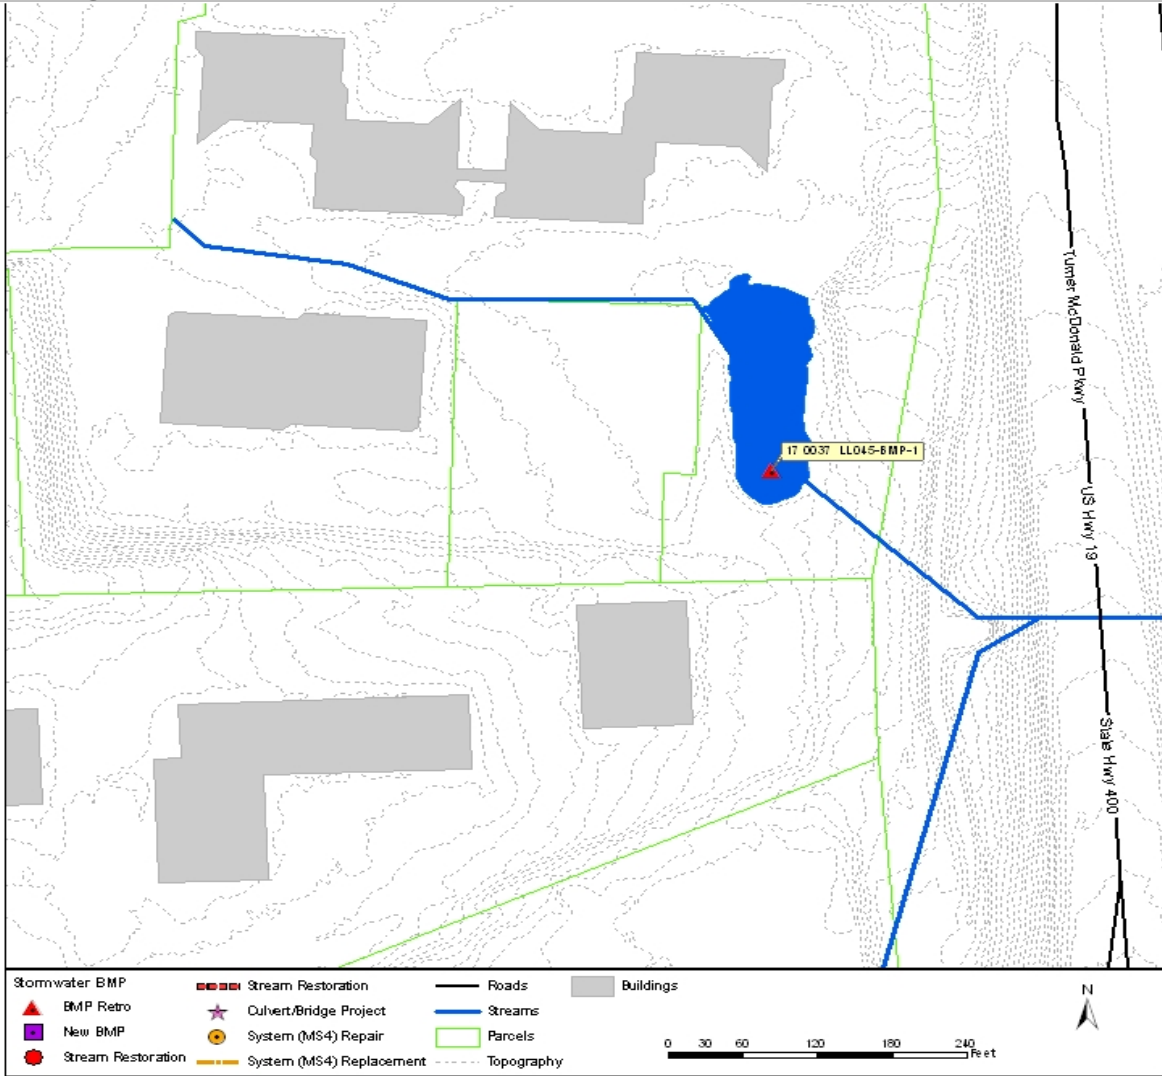 Turner McDonald Pkwy
17 0037 LL045-BMP-1
US Hwy 19
State Hwy 400
Stormwater BMP
BMP Retro
New BMP
Stream Restoration
Stream Restoration
Culvert/Bridge Project
System (MS4) Repair
System (MS4) Replacement
Roads
Streams
Parcels
Topography
Buildings
N
0 30 60 120 180 240
Feet